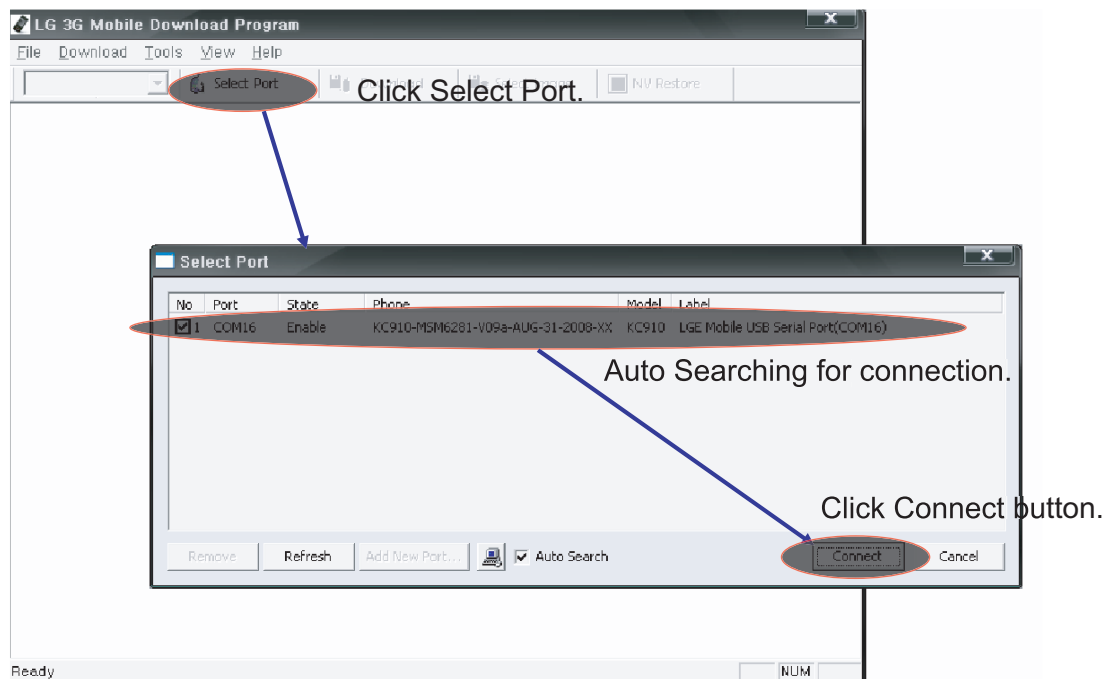 LG 3G Mobile Download Program
File Download Tools View Help
Select Port
Click Select Port.
NV Restore
Select Port
No Port State Phone Model Label
1 COM16 Enable KC910-MSM6281-V09a-AUG-31-2008-XX KC910 LGE Mobile USB Serial Port(COM16)
Auto Searching for connection.
Click Connect button.
Remove Refresh Add New Port... Auto Search Connect Cancel
Ready NUM